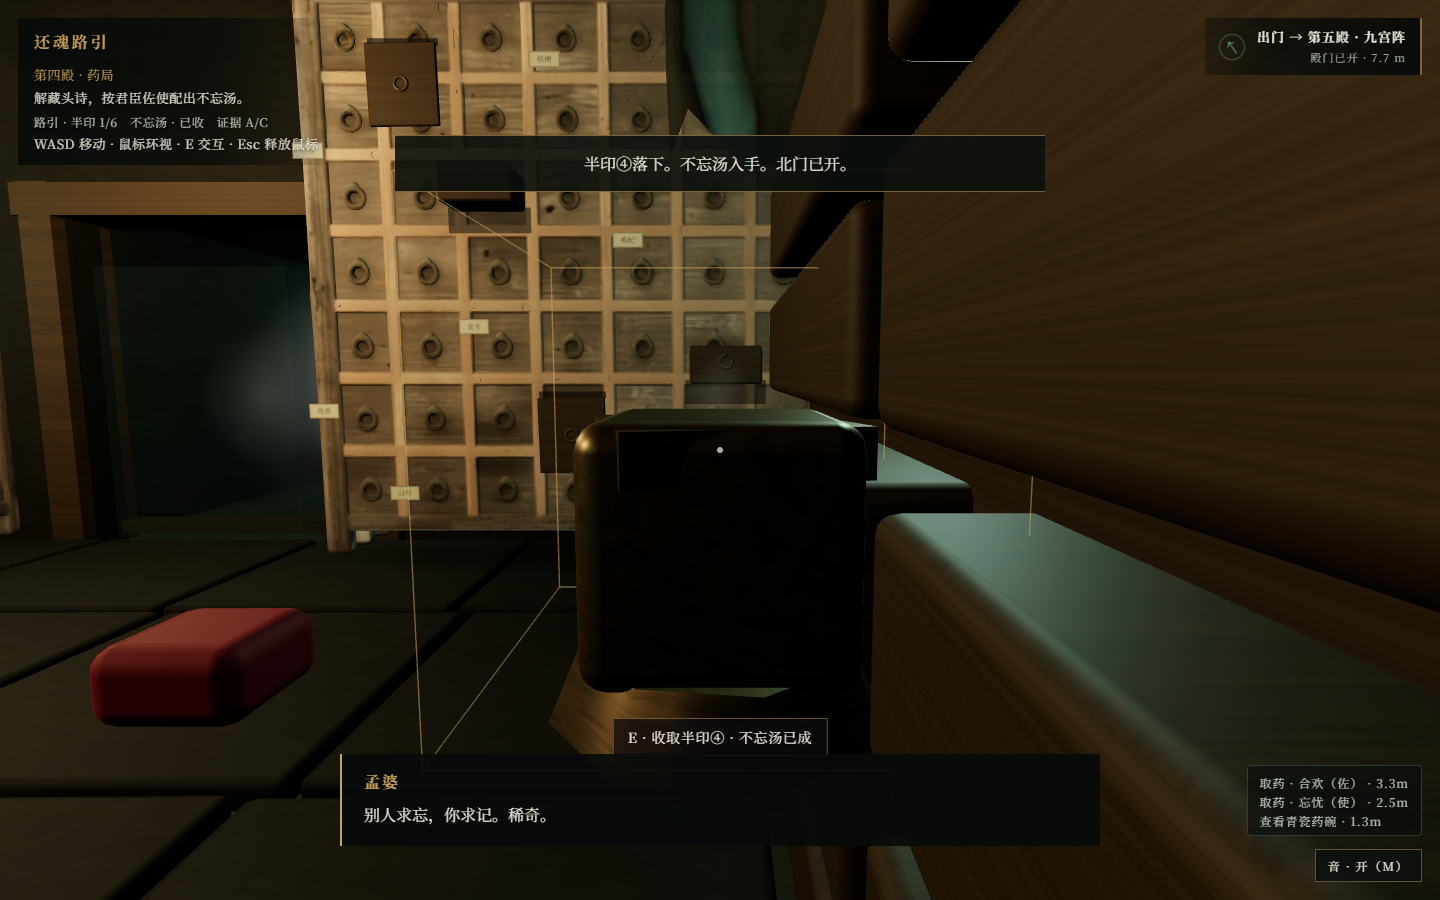 还魂路引
第四殿·药局
解藏头诗，按君臣佐使配出不忘汤。
路引·半印 1/6 不忘汤·已收 证据 A/C
WASD 移动·鼠标环视·E 交互·Esc 释放鼠标
出门 → 第五殿·九宫阵
殿门已开·7.7 m
半印④落下。不忘汤入手。北门已开。
枸杞
麦冬
E·收取半印④·不忘汤已成
孟婆
别人求忘，你求记。稀奇。
取药·合欢（佐）·3.3m
取药·忘忧（使）·2.5m
查看青瓷药碗·1.3m
音·开（M）